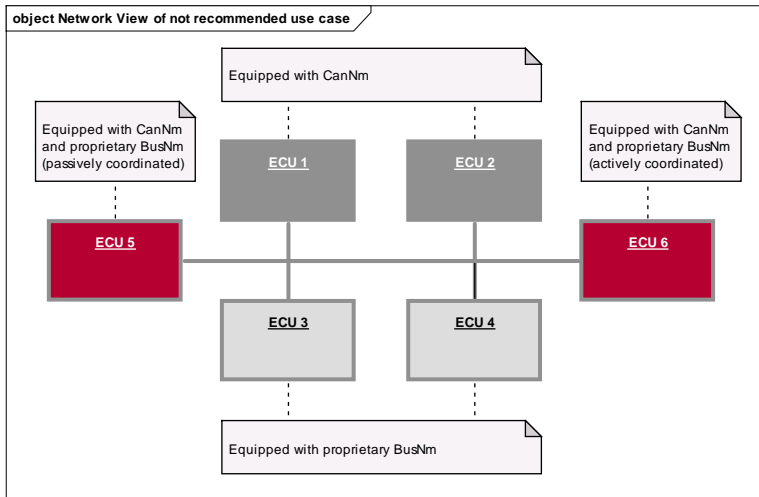 object Network View of not recommended use case
Equipped with CanNm
Equipped with CanNm
and proprietary BusNm
(passively coordinated)
Equipped with CanNm
and proprietary BusNm
(actively coordinated)
ECU 1
ECU 2
ECU 5
ECU 6
ECU 3
ECU 4
Equipped with proprietary BusNm